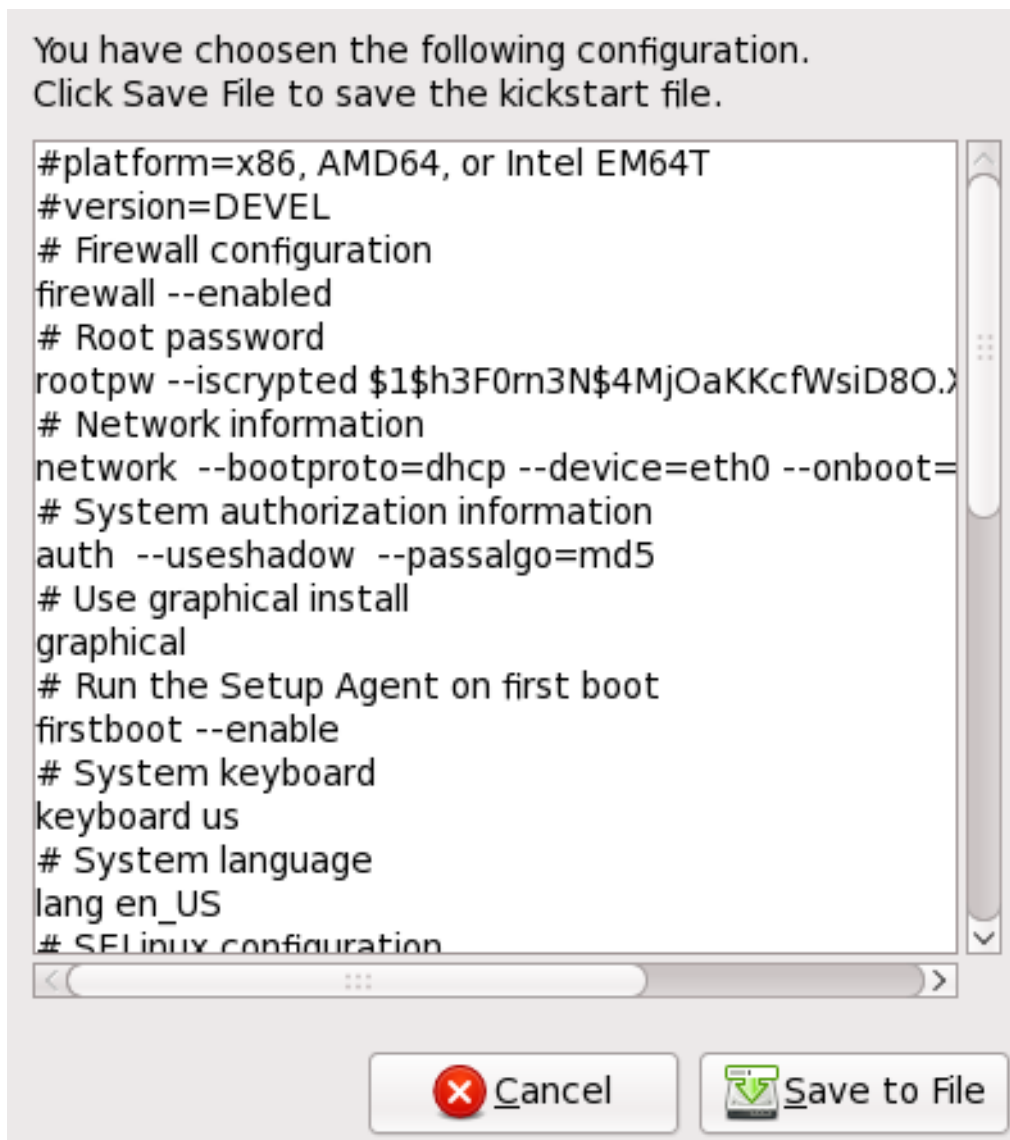 You have choosen the following configuration.
Click Save File to save the kickstart file.
#platform=x86, AMD64, or Intel EM64T
#version=DEVEL
# Firewall configuration
firewall --enabled
# Root password
rootpw --iscrypted $1$h3F0rn3N$4MjOaKKcfWsiD8O.X
# Network information
network  --bootproto=dhcp --device=eth0 --onboot=
# System authorization information
auth  --useshadow  --passalgo=md5
# Use graphical install
graphical
# Run the Setup Agent on first boot
firstboot --enable
# System keyboard
keyboard us
# System language
lang en_US
# SELinux configuration
Cancel
Save to File